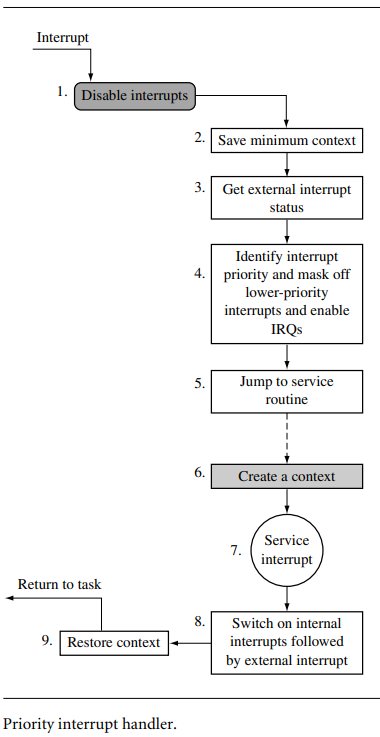 Interrupt
1. Disable interrupts
2. Save minimum context
3. Get external interrupt
status
4. Identify interrupt
priority and mask off
lower-priority
interrupts and enable
IRQs
5. Jump to service
routine
6. Create a context
7. Service
interrupt
8. Switch on internal
interrupts followed
by external interrupt
9. Restore context
Return to task
Priority interrupt handler.